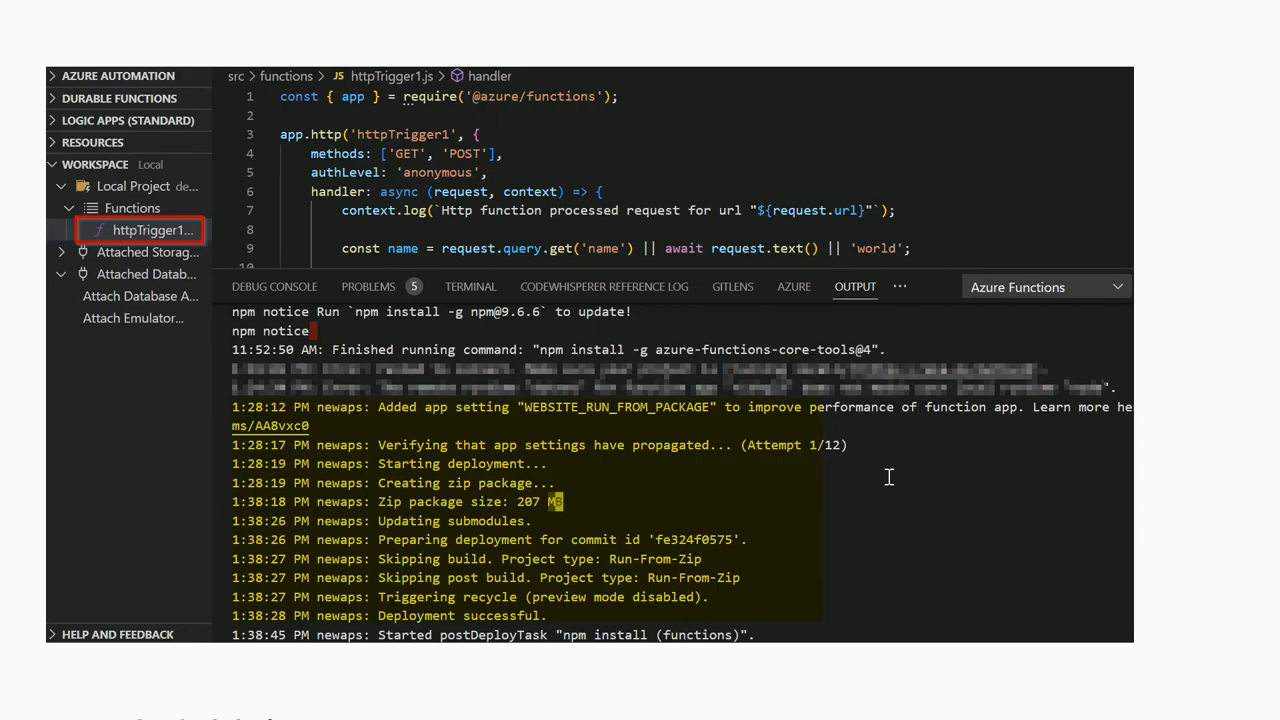 AZURE AUTOMATION
DURABLE FUNCTIONS
LOGIC APPS (STANDARD)
RESOURCES
WORKSPACE Local
Local Project de...
Functions
httpTrigger1...
Attached Storag...
Attached Datab...
Attach Database A...
Attach Emulator...
HELP AND FEEDBACK
src > functions > JS httpTrigger1.js > handler
1 const { app } = require('@azure/functions');
2
3 app.http('httpTrigger1', {
4 methods: ['GET', 'POST'],
5 authLevel: 'anonymous',
6 handler: async (request, context) => {
7 context.log(`Http function processed request for url "${request.url}"`);
8
9 const name = request.query.get('name') || await request.text() || 'world';
10
DEBUG CONSOLE PROBLEMS 5 TERMINAL CODEWHISPERER REFERENCE LOG GITLENS AZURE OUTPUT ··· Azure Functions
npm notice Run `npm install -g npm@9.6.6` to update!
npm notice
11:52:50 AM: Finished running command: "npm install -g azure-functions-core-tools@4".
1:28:12 PM newaps: Added app setting "WEBSITE_RUN_FROM_PACKAGE" to improve performance of function app. Learn more he
ms/AA8vxc0
1:28:17 PM newaps: Verifying that app settings have propagated... (Attempt 1/12)
1:28:19 PM newaps: Starting deployment...
1:28:19 PM newaps: Creating zip package...
1:38:18 PM newaps: Zip package size: 207 MB
1:38:26 PM newaps: Updating submodules.
1:38:26 PM newaps: Preparing deployment for commit id 'fe324f0575'.
1:38:27 PM newaps: Skipping build. Project type: Run-From-Zip
1:38:27 PM newaps: Skipping post build. Project type: Run-From-Zip
1:38:27 PM newaps: Triggering recycle (preview mode disabled).
1:38:28 PM newaps: Deployment successful.
1:38:45 PM newaps: Started postDeployTask "npm install (functions)".